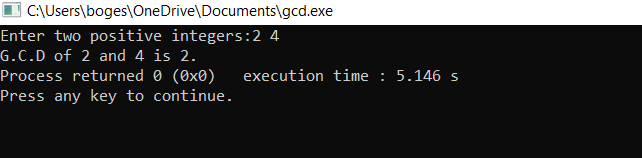 C:\Users\boges\OneDrive\Documents\gcd.exe
Enter two positive integers:2 4
G.C.D of 2 and 4 is 2.
Process returned 0 (0x0)   execution time : 5.146 s
Press any key to continue.